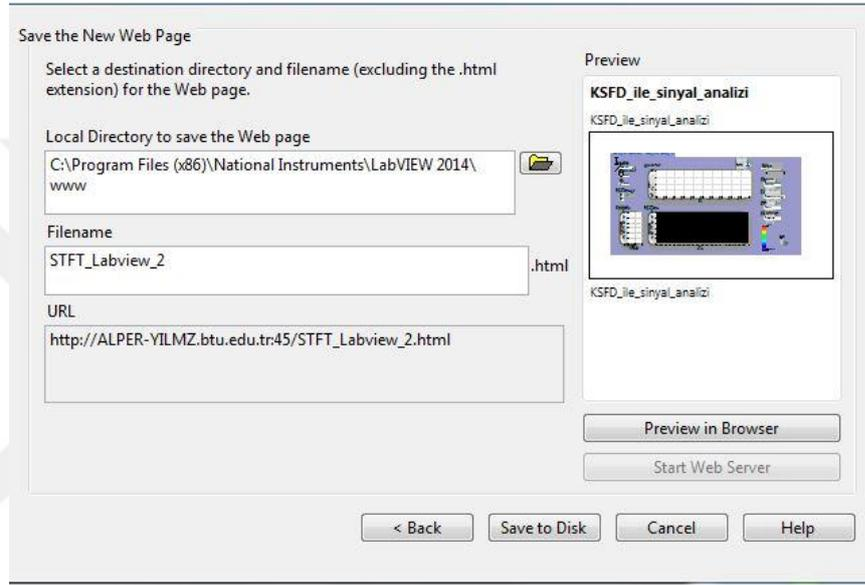 Save the New Web Page
Select a destination directory and filename (excluding the .html
extension) for the Web page.
Local Directory to save the Web page
C:\Program Files (x86)\National Instruments\LabVIEW 2014\
www
Filename
STFT_Labview_2
.html
URL
http://ALPER-YILMZ.btu.edu.tr:45/STFT_Labview_2.html
Preview
KSFD_ile_sinyal_analizi
KSFD_ile_sinyal_analizi
KSFD_ile_sinyal_analizi
Preview in Browser
Start Web Server
< Back
Save to Disk
Cancel
Help